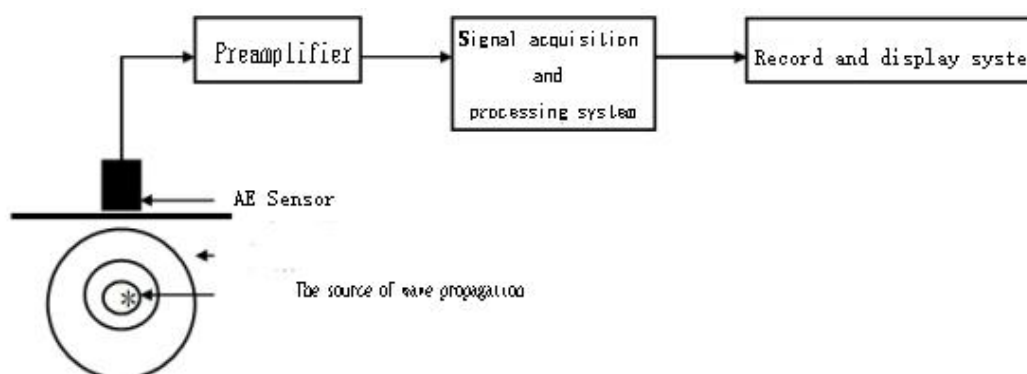 Preamplifier
Signal acquisition
and
processing system
Record and display syste
AE Sensor
The source of wave propagation